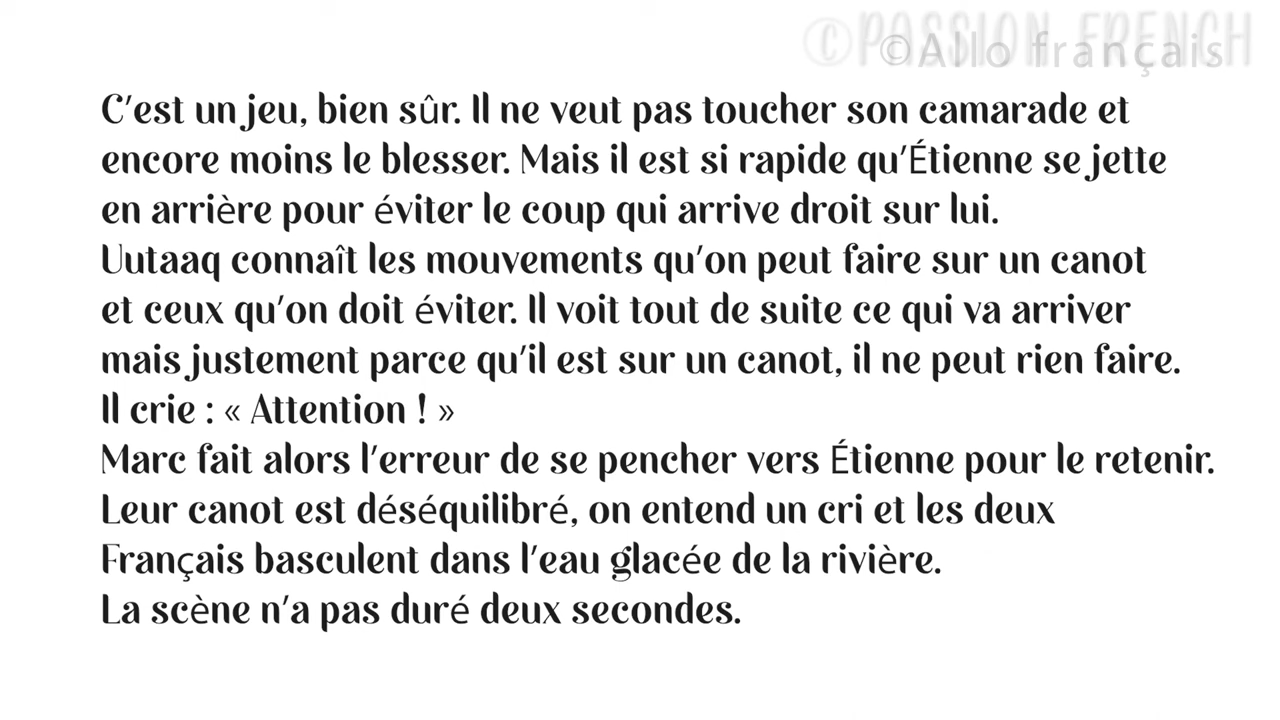 ©PASSION FRENCH
©Allo français
C'est un jeu, bien sûr. Il ne veut pas toucher son camarade et
encore moins le blesser. Mais il est si rapide qu'Étienne se jette
en arrière pour éviter le coup qui arrive droit sur lui.
Uutaaq connaît les mouvements qu'on peut faire sur un canot
et ceux qu'on doit éviter. Il voit tout de suite ce qui va arriver
mais justement parce qu'il est sur un canot, il ne peut rien faire.
Il crie : « Attention ! »
Marc fait alors l'erreur de se pencher vers Étienne pour le retenir.
Leur canot est déséquilibré, on entend un cri et les deux
Français basculent dans l'eau glacée de la rivière.
La scène n'a pas duré deux secondes.